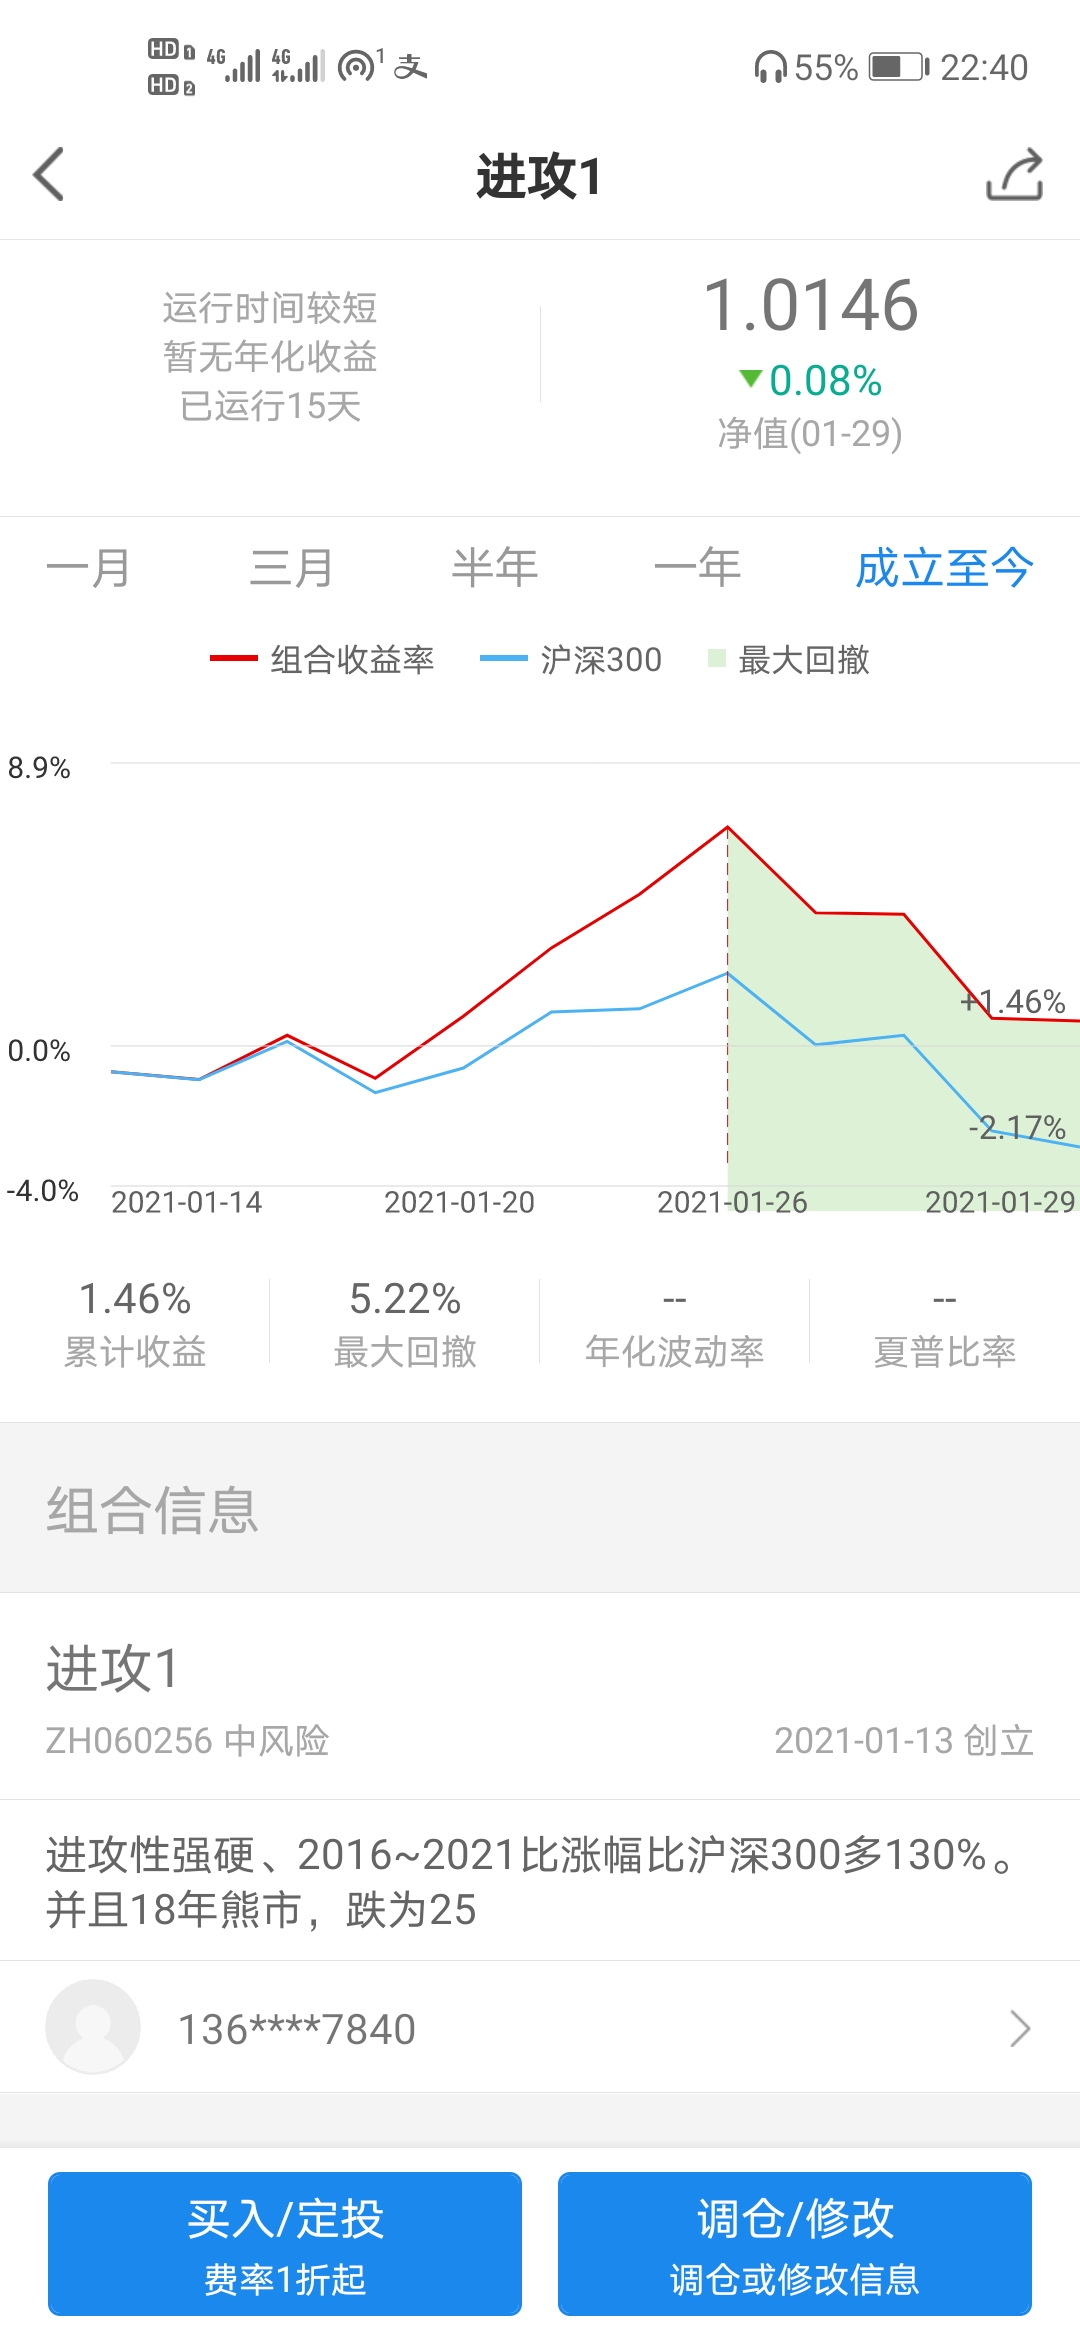 HD 1 4G 4G 1 支 55% 22:40
HD 2
进攻1
运行时间较短
暂无年化收益
已运行15天
1.0146
0.08%
净值(01-29)
一月 三月 半年 一年 成立至今
组合收益率 沪深300 最大回撤
8.9%
+1.46%
0.0%
-2.17%
-4.0%
2021-01-14 2021-01-20 2021-01-26 2021-01-29
1.46% 5.22% -- --
累计收益 最大回撤 年化波动率 夏普比率
组合信息
进攻1
ZH060256 中风险 2021-01-13 创立
进攻性强硬、2016~2021比涨幅比沪深300多130%。
并且18年熊市，跌为25
136****7840
买入/定投 调仓/修改
费率1折起 调仓或修改信息